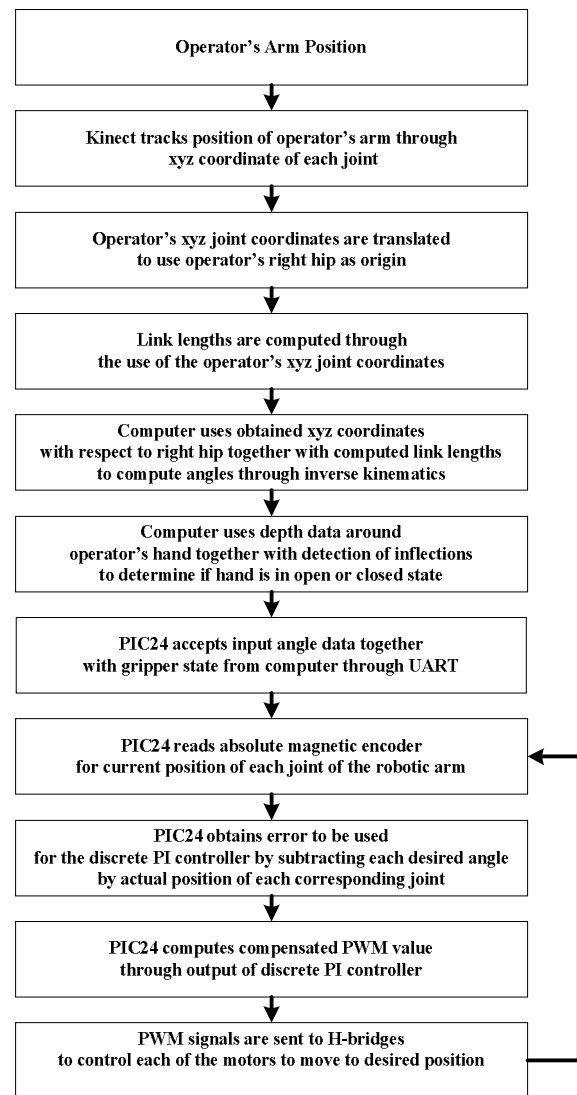 Operator's Arm Position
Kinect tracks position of operator's arm through
xyz coordinate of each joint
Operator's xyz joint coordinates are translated
to use operator's right hip as origin
Link lengths are computed through
the use of the operator's xyz joint coordinates
Computer uses obtained xyz coordinates
with respect to right hip together with computed link lengths
to compute angles through inverse kinematics
Computer uses depth data around
operator's hand together with detection of inflections
to determine if hand is in open or closed state
PIC24 accepts input angle data together
with gripper state from computer through UART
PIC24 reads absolute magnetic encoder
for current position of each joint of the robotic arm
PIC24 obtains error to be used
for the discrete PI controller by subtracting each desired angle
by actual position of each corresponding joint
PIC24 computes compensated PWM value
through output of discrete PI controller
PWM signals are sent to H-bridges
to control each of the motors to move to desired position